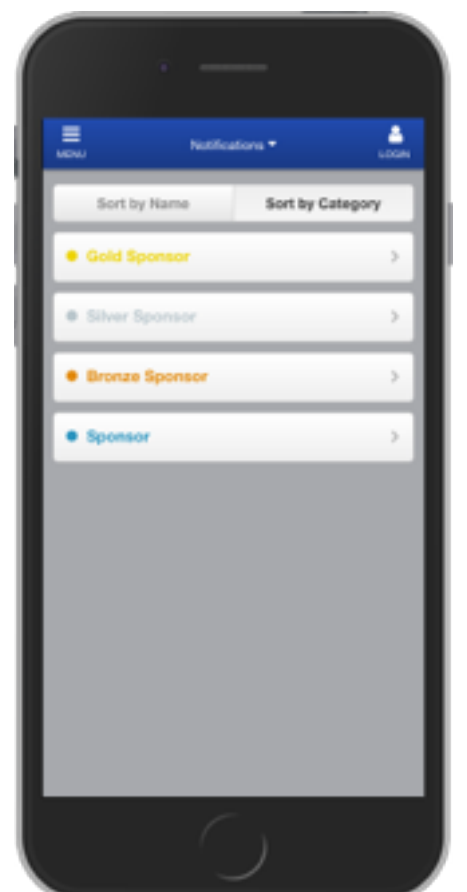 MENU Notifications LOGIN
Sort by Name Sort by Category
Gold Sponsor
Silver Sponsor
Bronze Sponsor
Sponsor